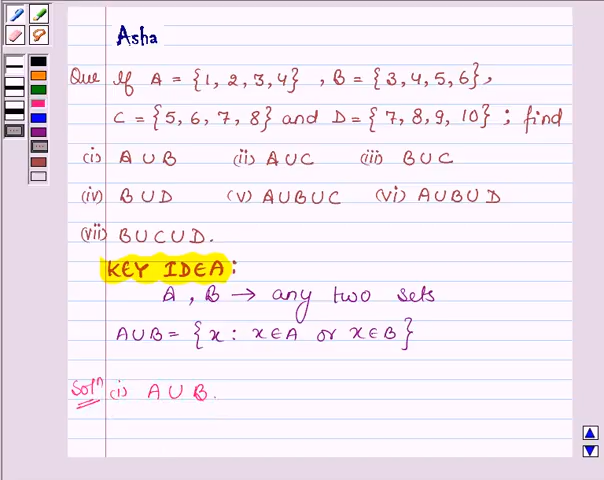 Asha
Que If A = {1, 2, 3, 4} , B = {3, 4, 5, 6},
C = {5, 6, 7, 8} and D = {7, 8, 9, 10} ; find
(i) A ∪ B (ii) A ∪ C (iii) B ∪ C
(iv) B ∪ D (v) A ∪ B ∪ C (vi) A ∪ B ∪ D
(vii) B ∪ C ∪ D.
KEY IDEA:
A , B → any two sets
A ∪ B = {x : x ∈ A or x ∈ B}
Solⁿ (i) A ∪ B.